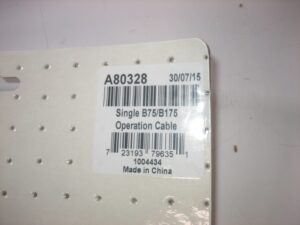 A80328 30/07/15
Single B75/B175
Operation Cable
7 23193 79635 1
1004434
Made in China